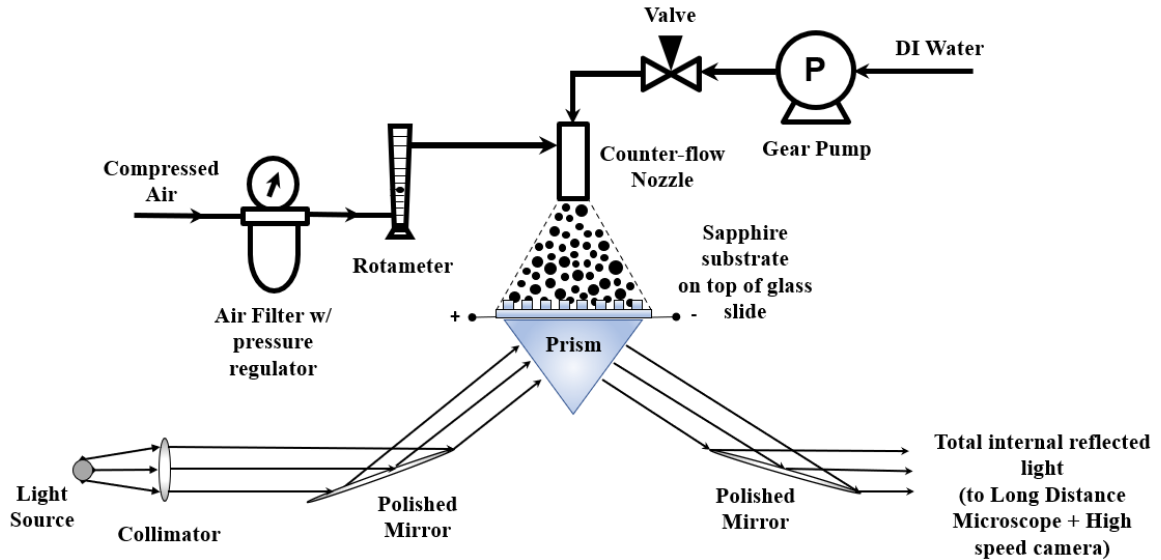 Valve
DI Water
P
Gear Pump
Counter-flow
Nozzle
Compressed
Air
Rotameter
Sapphire
substrate
on top of glass
slide
Air Filter w/
pressure
regulator
+
-
Prism
Light
Source
Collimator
Polished
Mirror
Polished
Mirror
Total internal reflected
light
(to Long Distance
Microscope + High
speed camera)